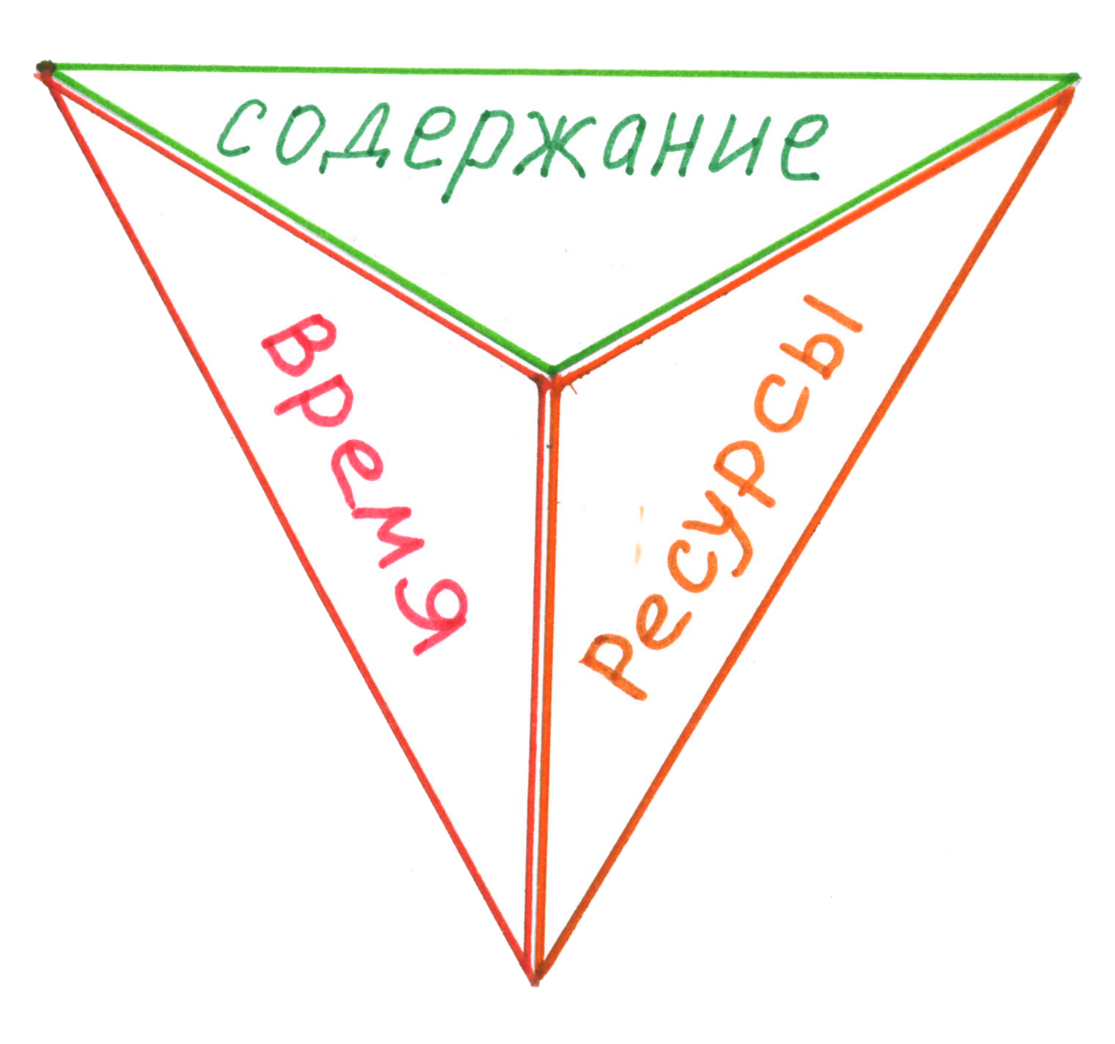 содержание
время
Ресурсы